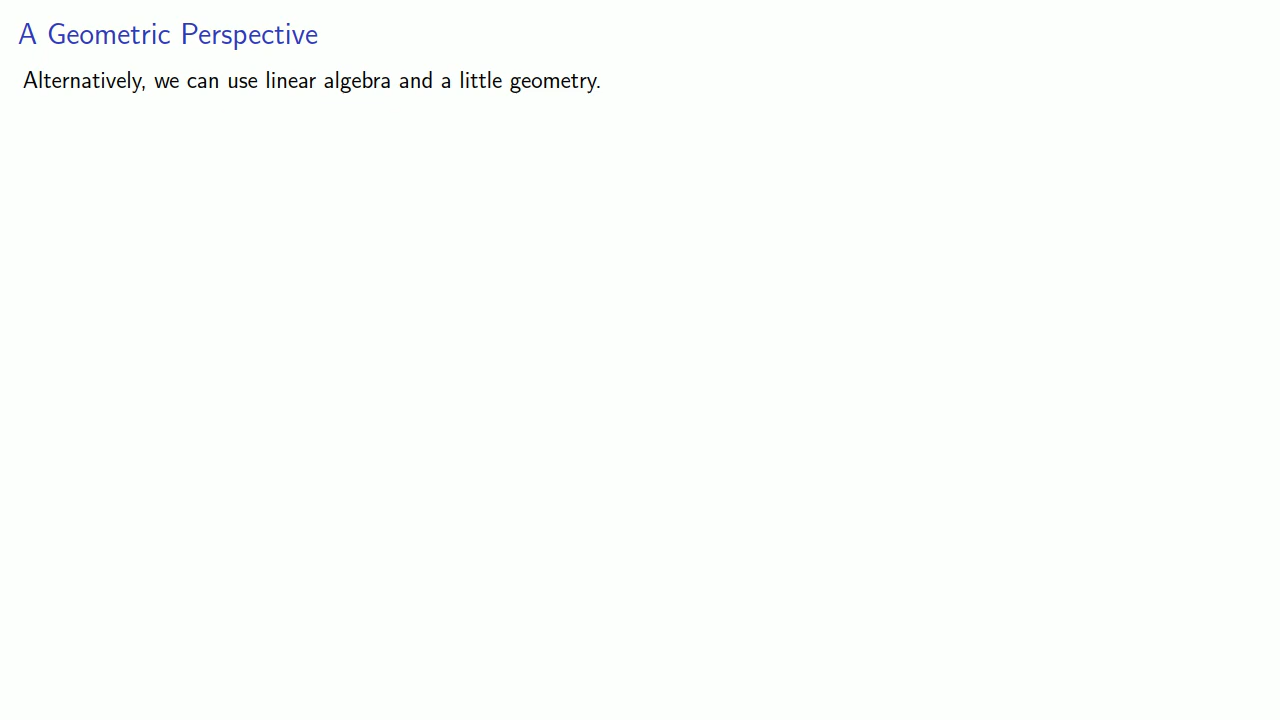 A Geometric Perspective
Alternatively, we can use linear algebra and a little geometry.